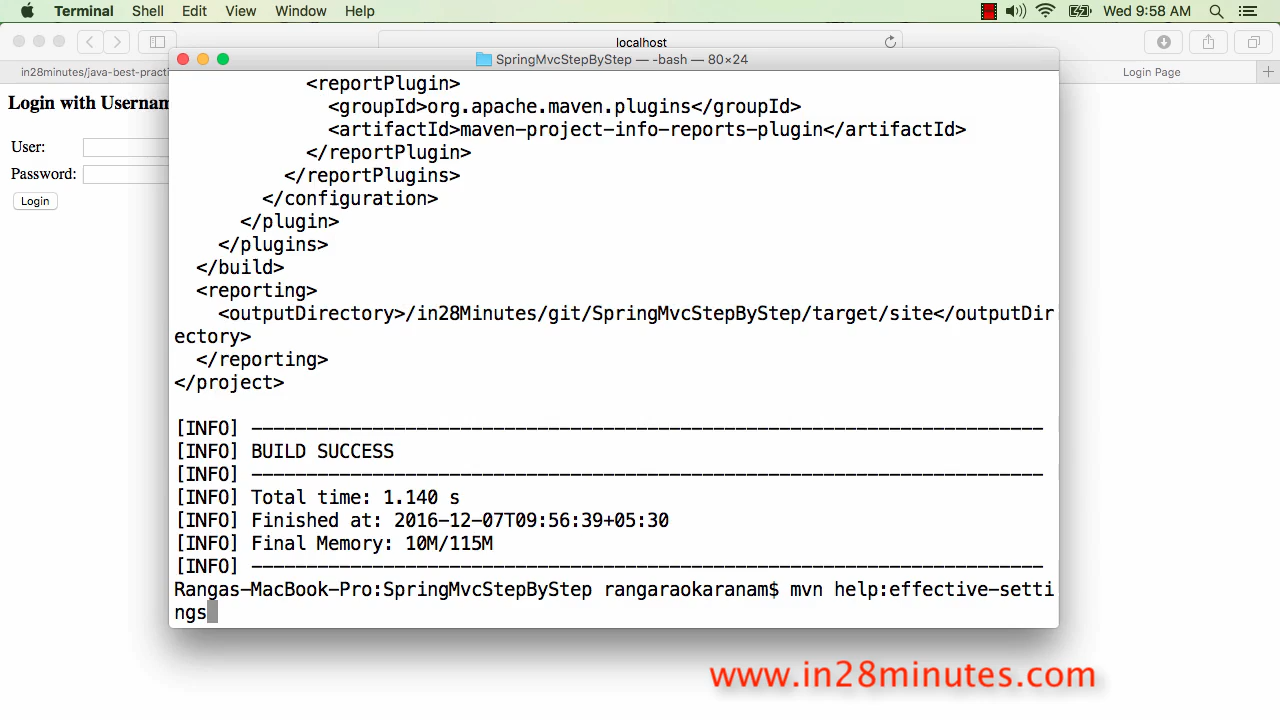 Terminal Shell Edit View Window Help Wed 9:58 AM
localhost
SpringMvcStepByStep — -bash — 80×24
in28minutes/java-best-practi Login Page
Login with Usernam
User:
Password:
Login
<reportPlugin>
<groupId>org.apache.maven.plugins</groupId>
<artifactId>maven-project-info-reports-plugin</artifactId>
</reportPlugin>
</reportPlugins>
</configuration>
</plugin>
</plugins>
</build>
<reporting>
<outputDirectory>/in28Minutes/git/SpringMvcStepByStep/target/site</outputDir
ectory>
</reporting>
</project>
[INFO] ------------------------------------------------------------------------
[INFO] BUILD SUCCESS
[INFO] ------------------------------------------------------------------------
[INFO] Total time: 1.140 s
[INFO] Finished at: 2016-12-07T09:56:39+05:30
[INFO] Final Memory: 10M/115M
[INFO] ------------------------------------------------------------------------
Rangas-MacBook-Pro:SpringMvcStepByStep rangaraokaranam$ mvn help:effective-setti
ngs
www.in28minutes.com